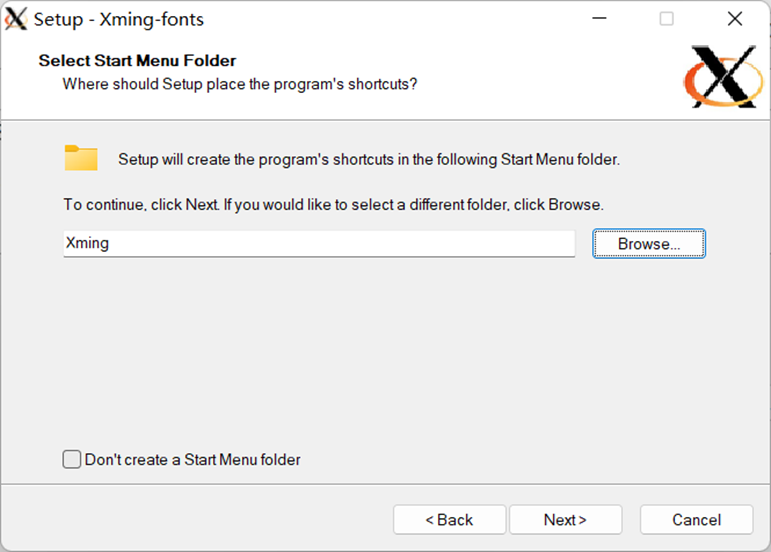 Setup - Xming-fonts
Select Start Menu Folder
Where should Setup place the program's shortcuts?
Setup will create the program's shortcuts in the following Start Menu folder.
To continue, click Next. If you would like to select a different folder, click Browse.
Xming
Browse...
Don't create a Start Menu folder
< Back
Next >
Cancel